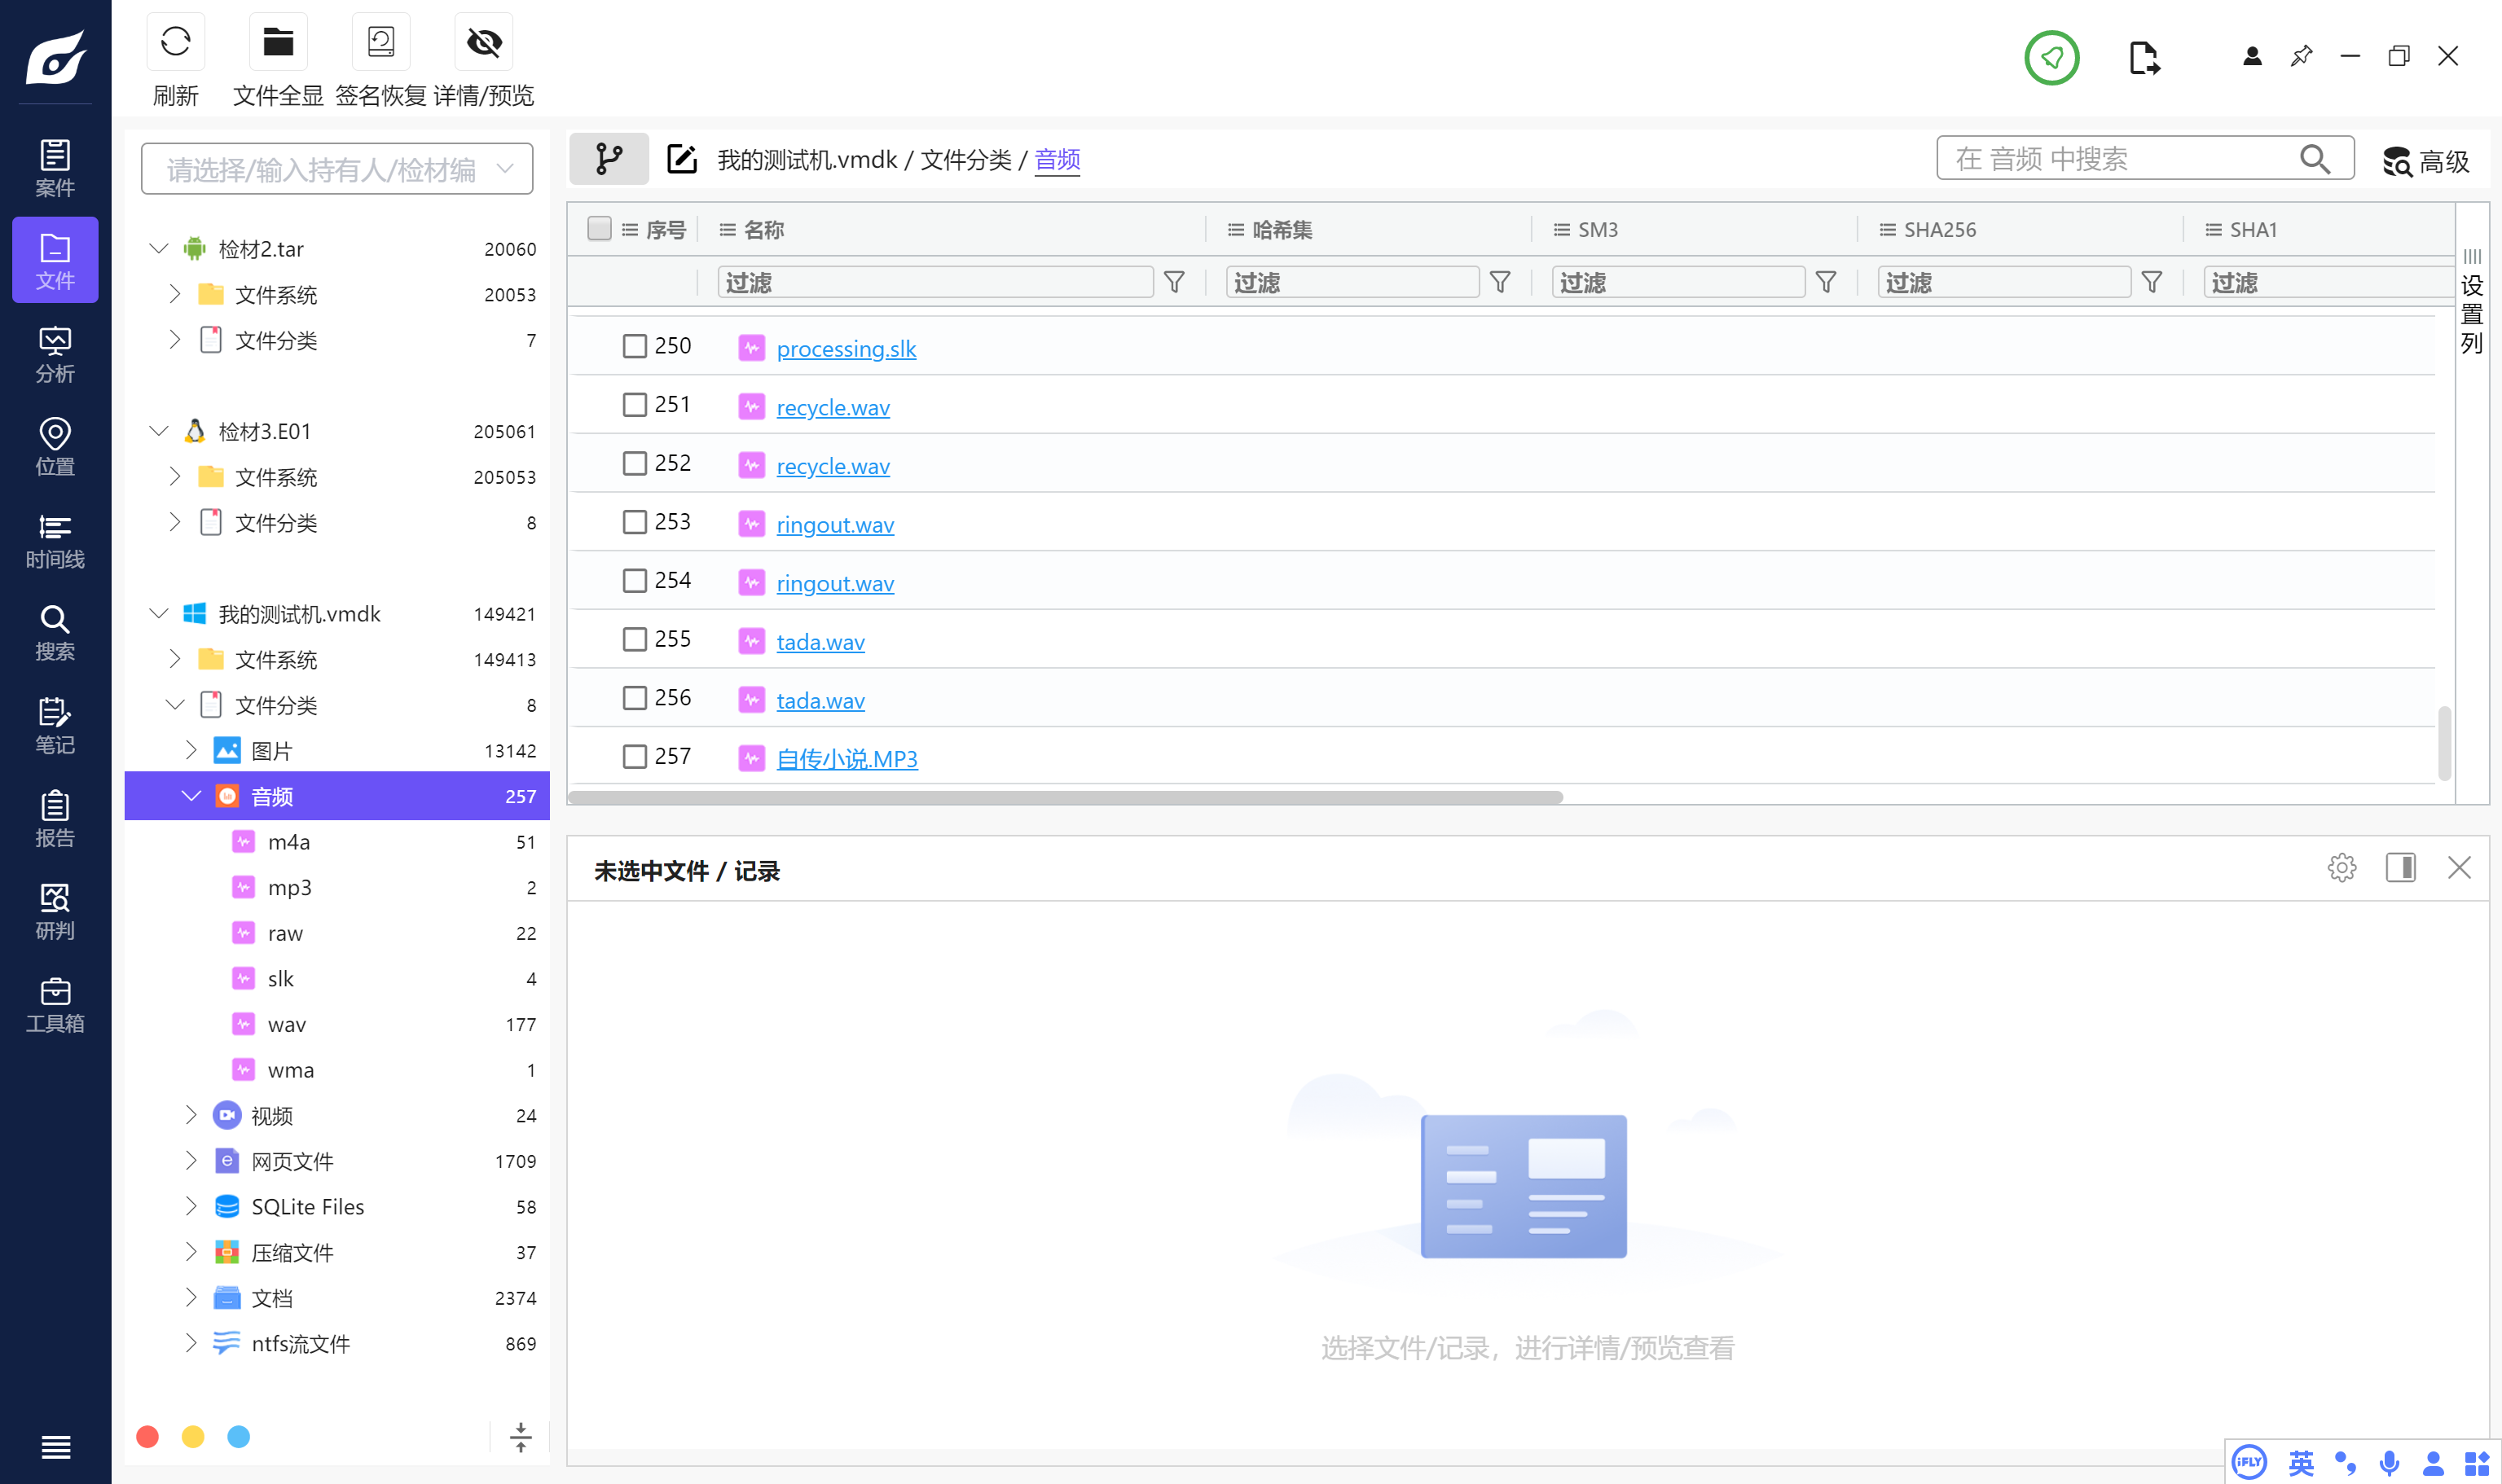 刷新
文件全显
签名恢复
详情/预览
案件
文件
分析
位置
时间线
搜索
笔记
报告
研判
工具箱
请选择/输入持有人/检材编
检材2.tar 20060
文件系统 20053
文件分类 7
检材3.E01 205061
文件系统 205053
文件分类 8
我的测试机.vmdk 149421
文件系统 149413
文件分类 8
图片 13142
音频 257
m4a 51
mp3 2
raw 22
slk 4
wav 177
wma 1
视频 24
网页文件 1709
SQLite Files 58
压缩文件 37
文档 2374
ntfs流文件 869
我的测试机.vmdk / 文件分类 / 音频
在 音频 中搜索
高级
序号 名称 哈希集 SM3 SHA256 SHA1
过滤 过滤 过滤 过滤 过滤
设置列
250 processing.slk
251 recycle.wav
252 recycle.wav
253 ringout.wav
254 ringout.wav
255 tada.wav
256 tada.wav
257 自传小说.MP3
未选中文件 / 记录
选择文件/记录，进行详情/预览查看
iFLY 英